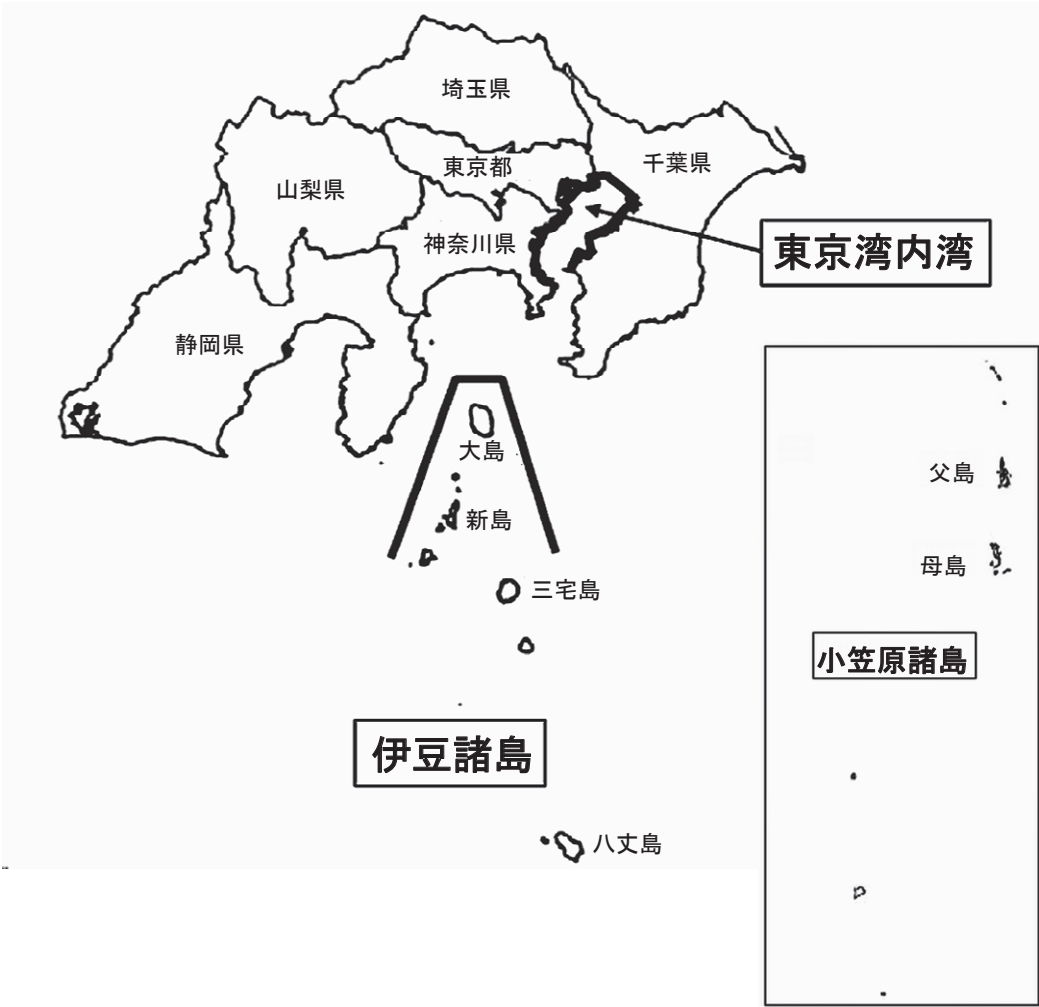 埼玉県
東京都
千葉県
山梨県
神奈川県
東京湾内湾
静岡県
大島
父島
新島
母島
三宅島
小笠原諸島
伊豆諸島
八丈島